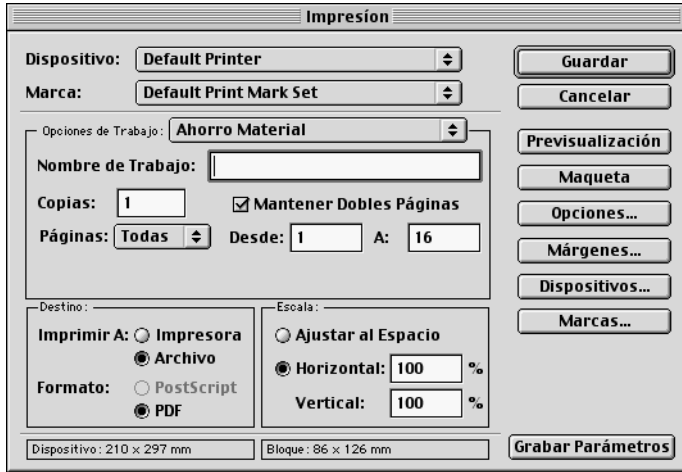 Impresíon
Dispositivo: Default Printer
Marca: Default Print Mark Set
Guardar
Cancelar
Opciones de Trabajo: Ahorro Material
Nombre de Trabajo:
Copias: 1 Mantener Dobles Páginas
Páginas: Todas Desde: 1 A: 16
Previsualización
Maqueta
Opciones...
Márgenes...
Dispositivos...
Marcas...
Destino:
Imprimir A: Impresora
Archivo
Formato: PostScript
PDF
Escala:
Ajustar al Espacio
Horizontal: 100 %
Vertical: 100 %
Dispositivo: 210 x 297 mm
Bloque: 86 x 126 mm
Grabar Parámetros